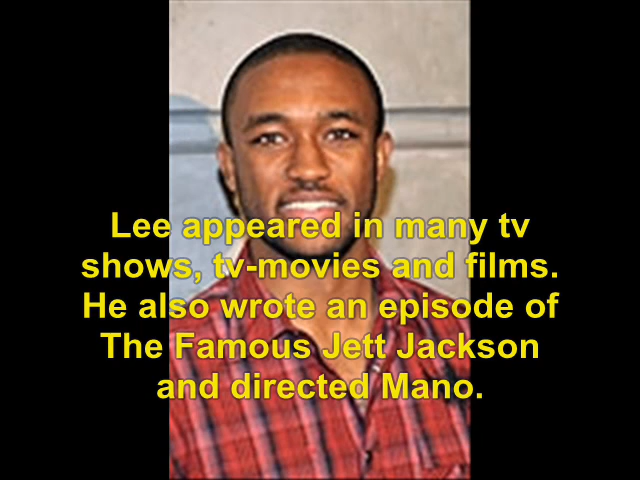 Lee appeared in many tv
shows, tv-movies and films.
He also wrote an episode of
The Famous Jett Jackson
and directed Mano.